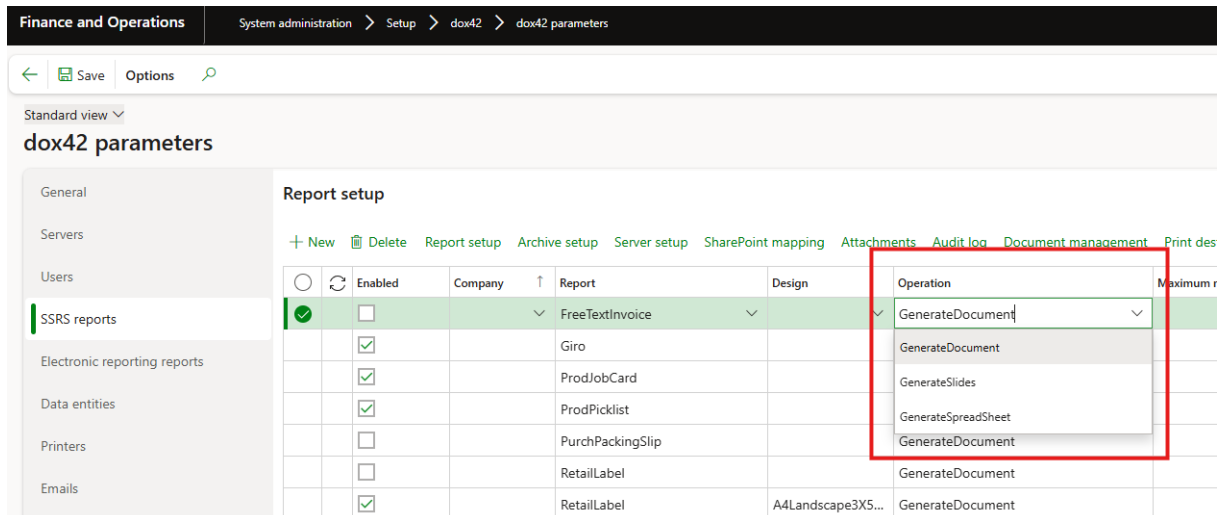 Finance and Operations System administration Setup dox42 dox42 parameters
Save Options
Standard view
dox42 parameters
General
Servers
Users
SSRS reports
Electronic reporting reports
Data entities
Printers
Emails
Report setup
New Delete Report setup Archive setup Server setup SharePoint mapping Attachments Audit log Document management Print des
Enabled Company Report Design Operation Maximum r
FreeTextInvoice GenerateDocument
Giro GenerateDocument
ProdJobCard GenerateSlides
ProdPicklist GenerateSpreadSheet
PurchPackingSlip GenerateDocument
RetailLabel GenerateDocument
RetailLabel A4Landscape3X5... GenerateDocument